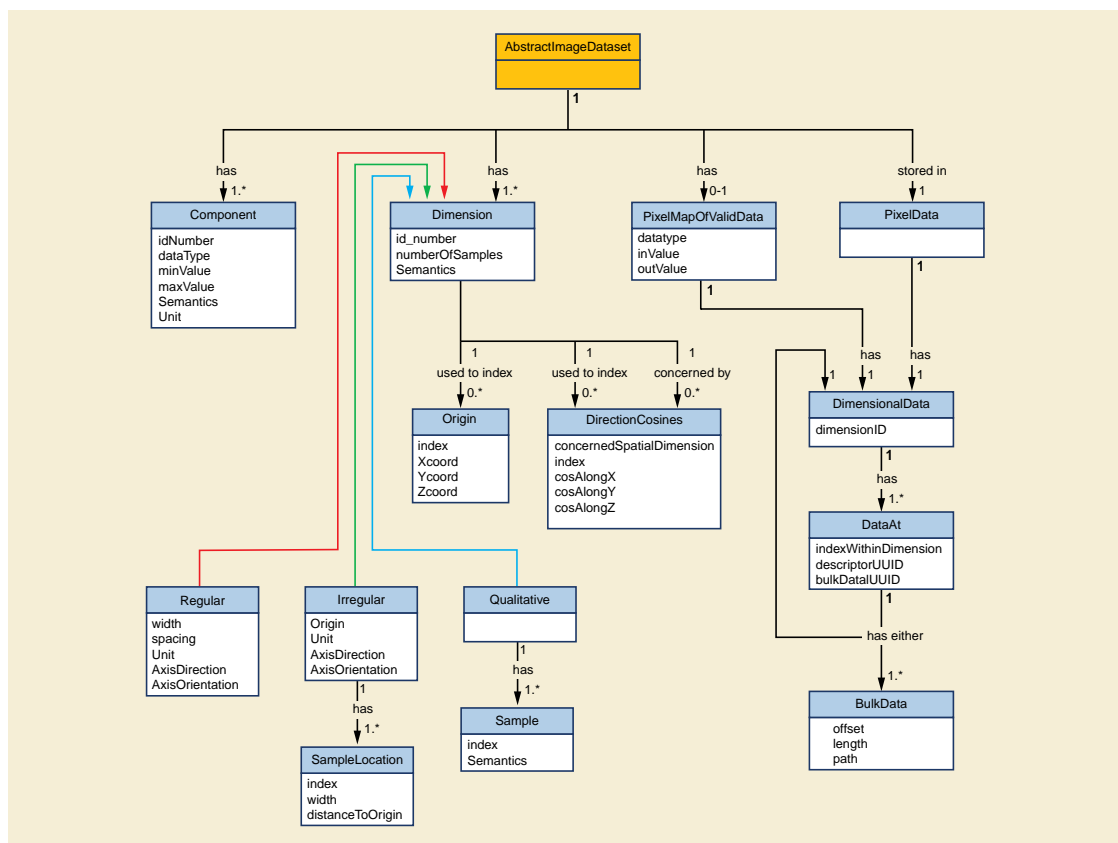 AbstractImageDataset
1
has
1.*
has
1.*
has
0-1
stored in
1
Component
idNumber
dataType
minValue
maxValue
Semantics
Unit
Dimension
id_number
numberOfSamples
Semantics
PixelMapOfValidData
datatype
inValue
outValue
PixelData
1
1
1
used to index
0.*
1
used to index
0.*
1
concerned by
0.*
1
has
1
has
1
Origin
index
Xcoord
Ycoord
Zcoord
DirectionCosines
concernedSpatialDimension
index
cosAlongX
cosAlongY
cosAlongZ
DimensionalData
dimensionID
1
has
1.*
DataAt
indexWithinDimension
descriptorUUID
bulkDatalUUID
1
has either
1.*
BulkData
offset
length
path
Regular
width
spacing
Unit
AxisDirection
AxisOrientation
Irregular
Origin
Unit
AxisDirection
AxisOrientation
1
has
1.*
SampleLocation
index
width
distanceToOrigin
Qualitative
1
has
1.*
Sample
index
Semantics